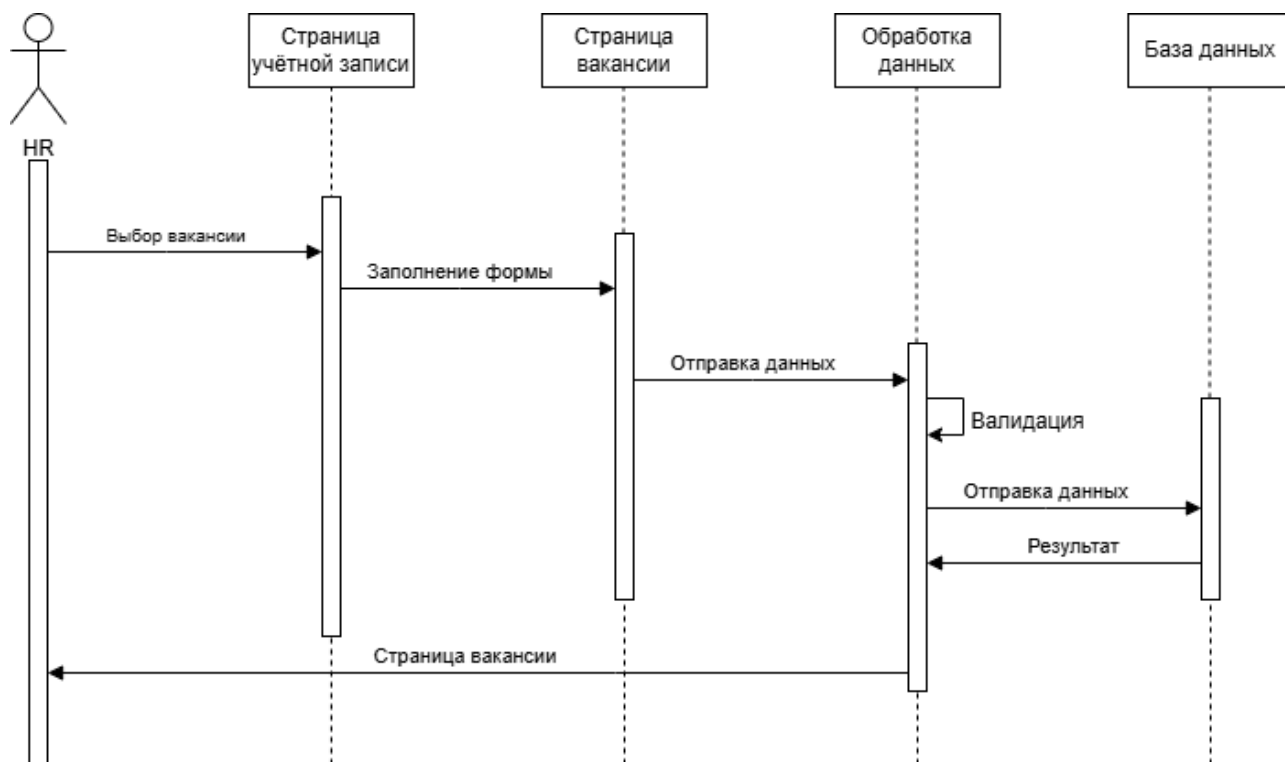 Страница
учётной записи
Страница
вакансии
Обработка
данных
База данных
HR
Выбор вакансии
Заполнение формы
Отправка данных
Валидация
Отправка данных
Результат
Страница вакансии